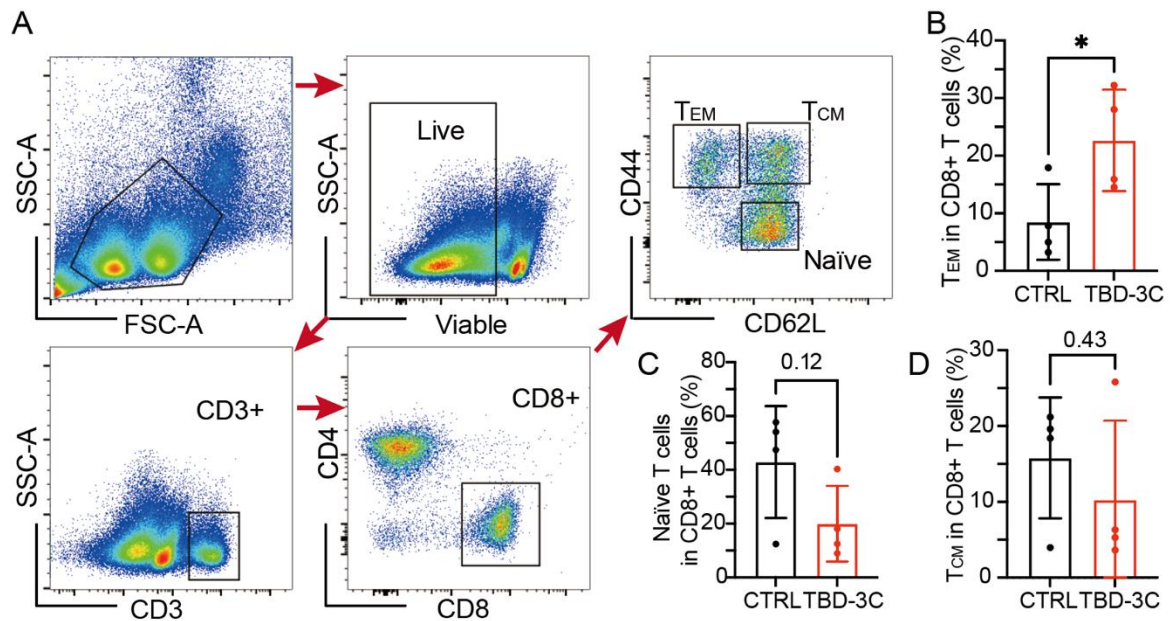 A
SSC-A
FSC-A
Live
SSC-A
Viable
TEM
TCM
Naïve
CD44
CD62L
CD3+
SSC-A
CD3
CD8+
CD4
CD8
B
TEM in CD8+ T cells (%)
40
30
20
10
0
*
CTRL
TBD-3C
C
Naïve T cells
in CD8+ T cells (%)
80
60
40
20
0
0.12
CTRL
TBD-3C
D
TCM in CD8+ T cells (%)
30
20
10
0
0.43
CTRL
TBD-3C